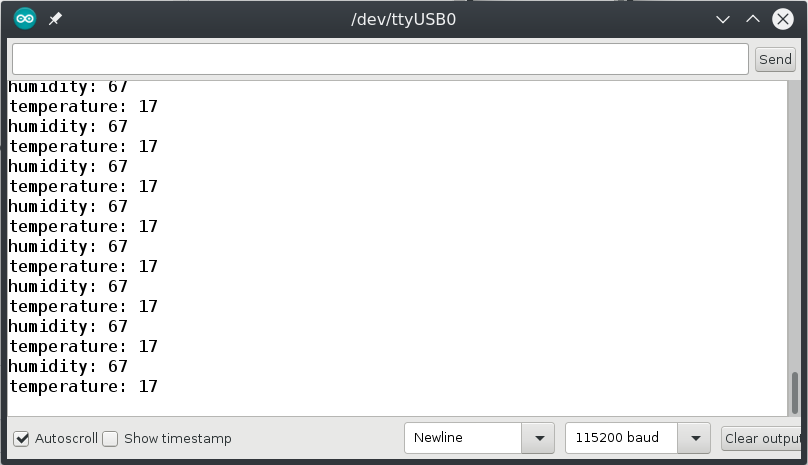 /dev/ttyUSB0
Send
humidity: 67
temperature: 17
humidity: 67
temperature: 17
humidity: 67
temperature: 17
humidity: 67
temperature: 17
humidity: 67
temperature: 17
humidity: 67
temperature: 17
humidity: 67
temperature: 17
humidity: 67
temperature: 17
Autoscroll Show timestamp Newline 115200 baud Clear output